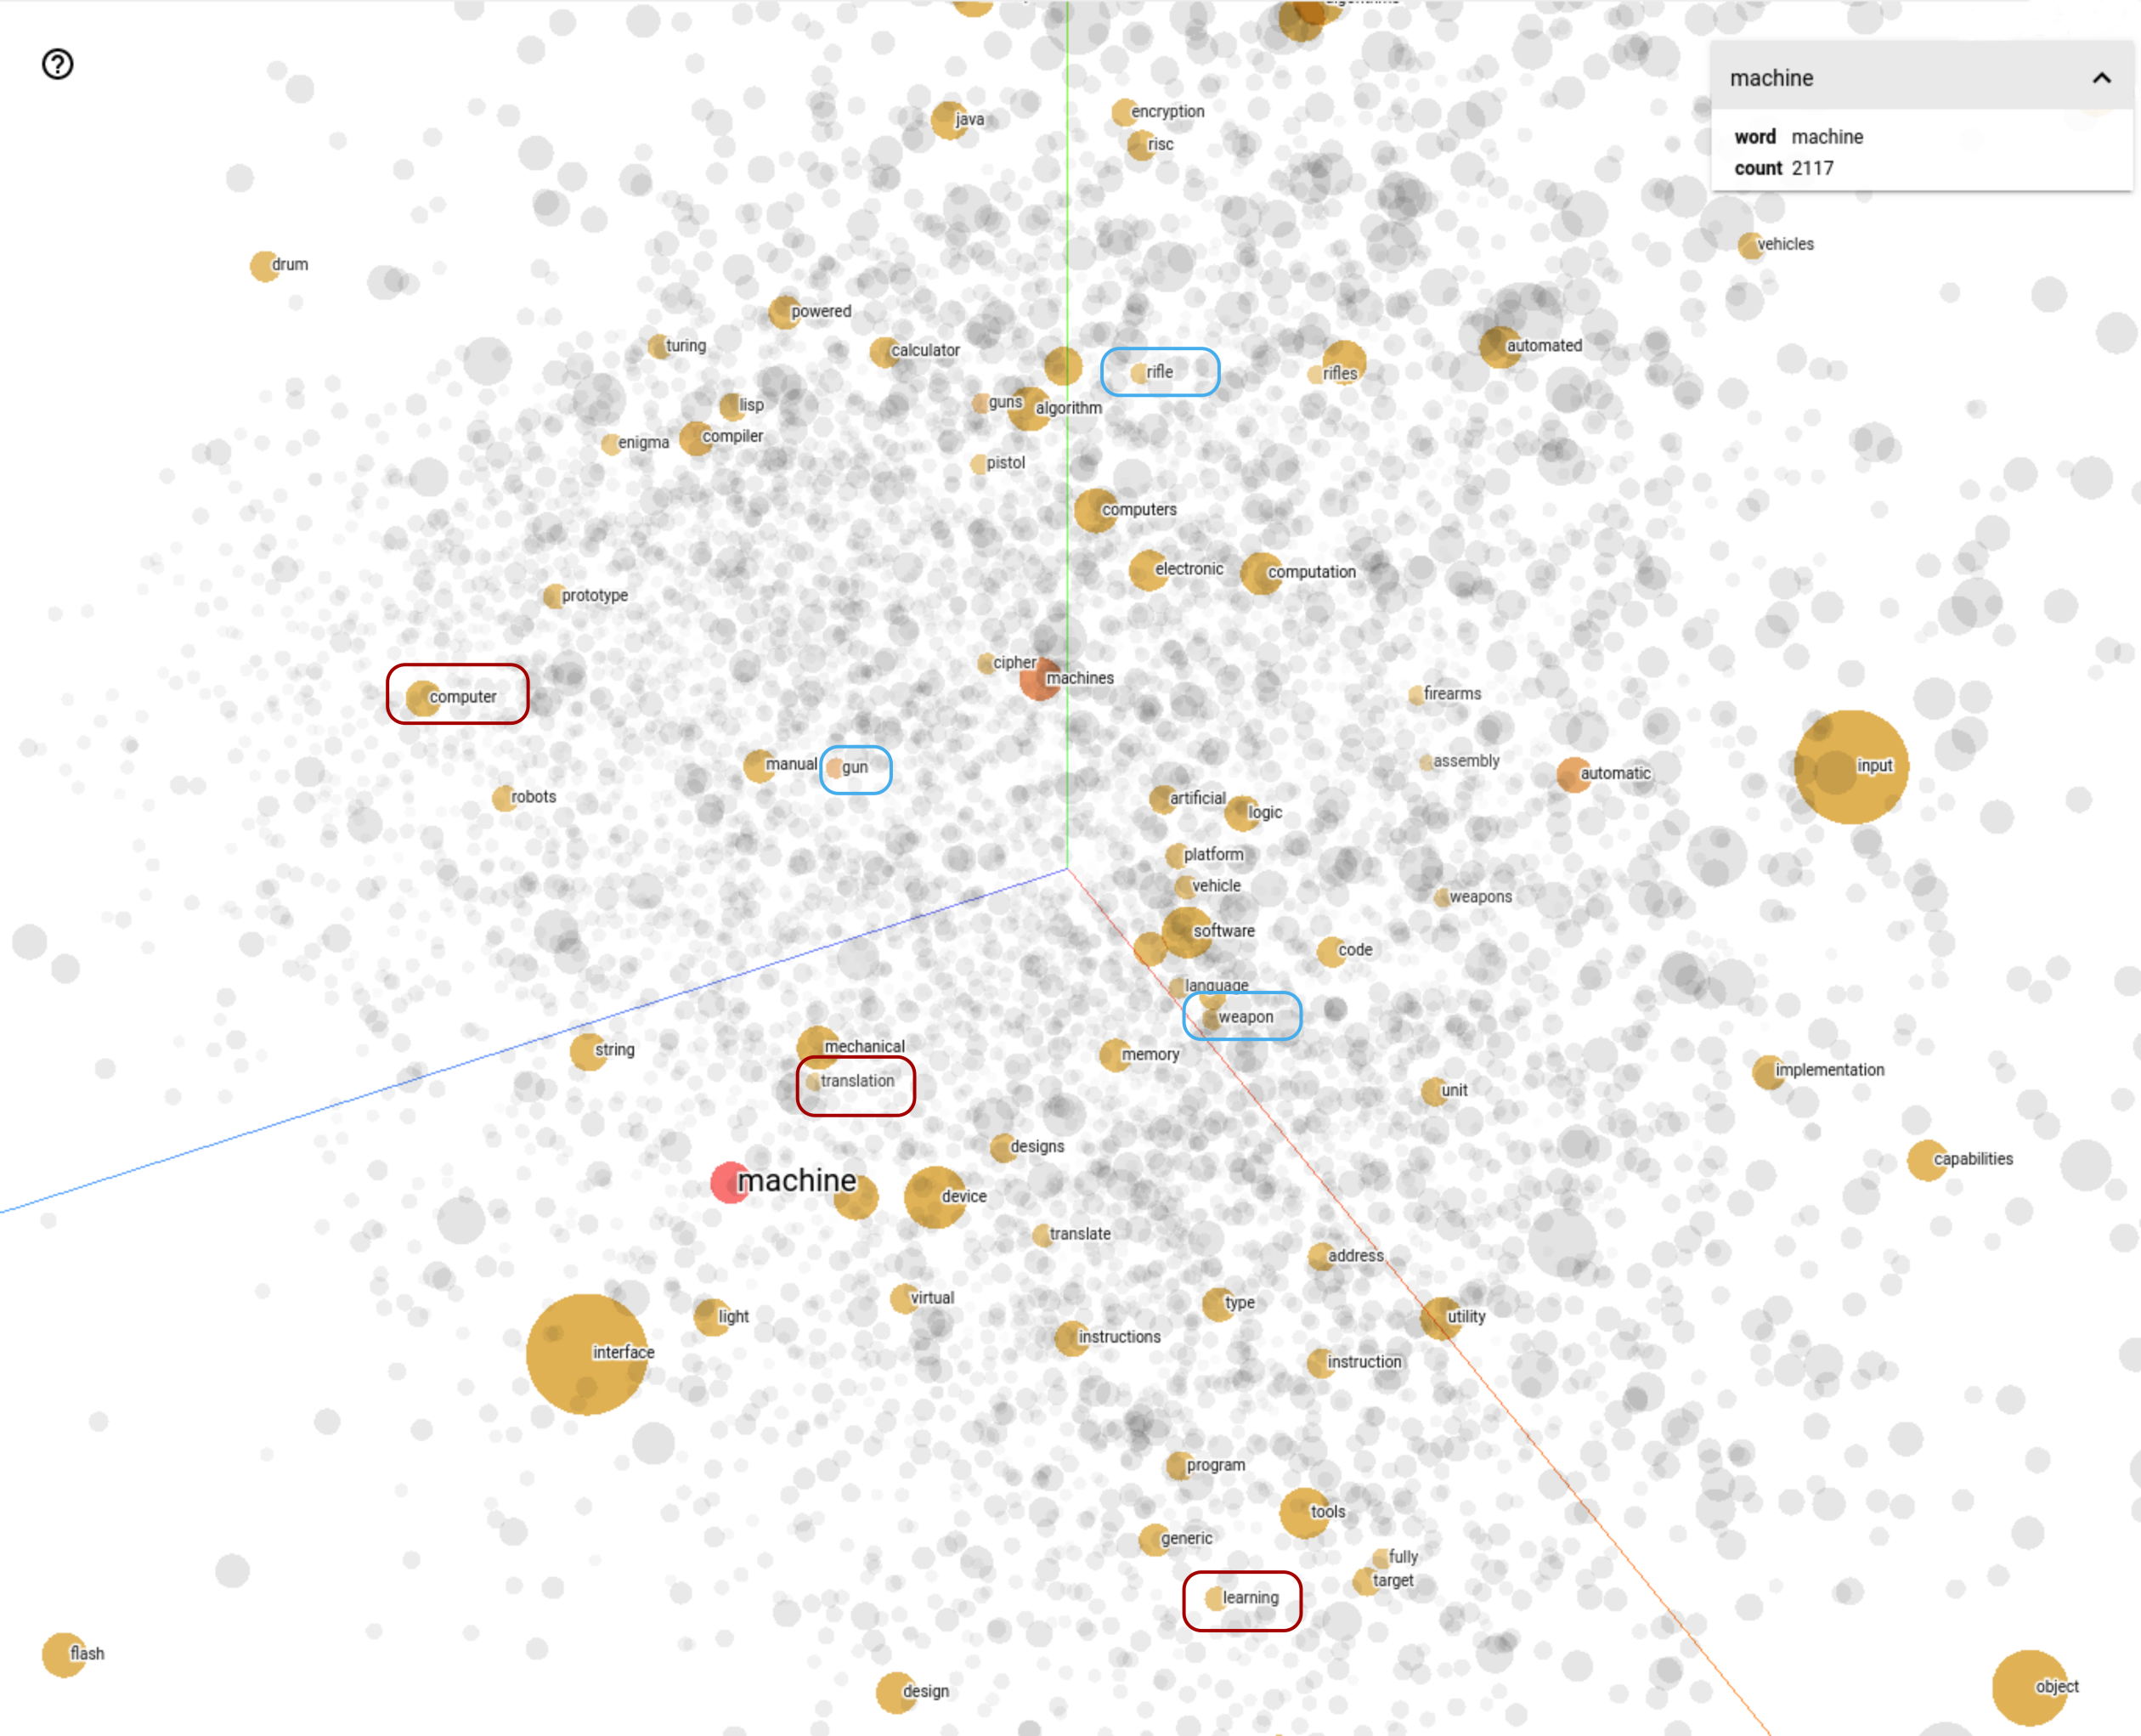 algorithms
machine
word machine
count 2117
java
encryption
risc
vehicles
drum
powered
turing
calculator
automated
rifle
rifles
lisp
guns
algorithm
enigma
compiler
pistol
computers
electronic
computation
prototype
cipher
machines
computer
firearms
manual
gun
assembly
automatic
input
robots
artificial
logic
platform
vehicle
weapons
software
code
language
weapon
string
mechanical
memory
translation
unit
implementation
designs
capabilities
machine
device
translate
address
virtual
light
type
utility
instructions
interface
instruction
program
tools
generic
fully
target
learning
flash
design
object